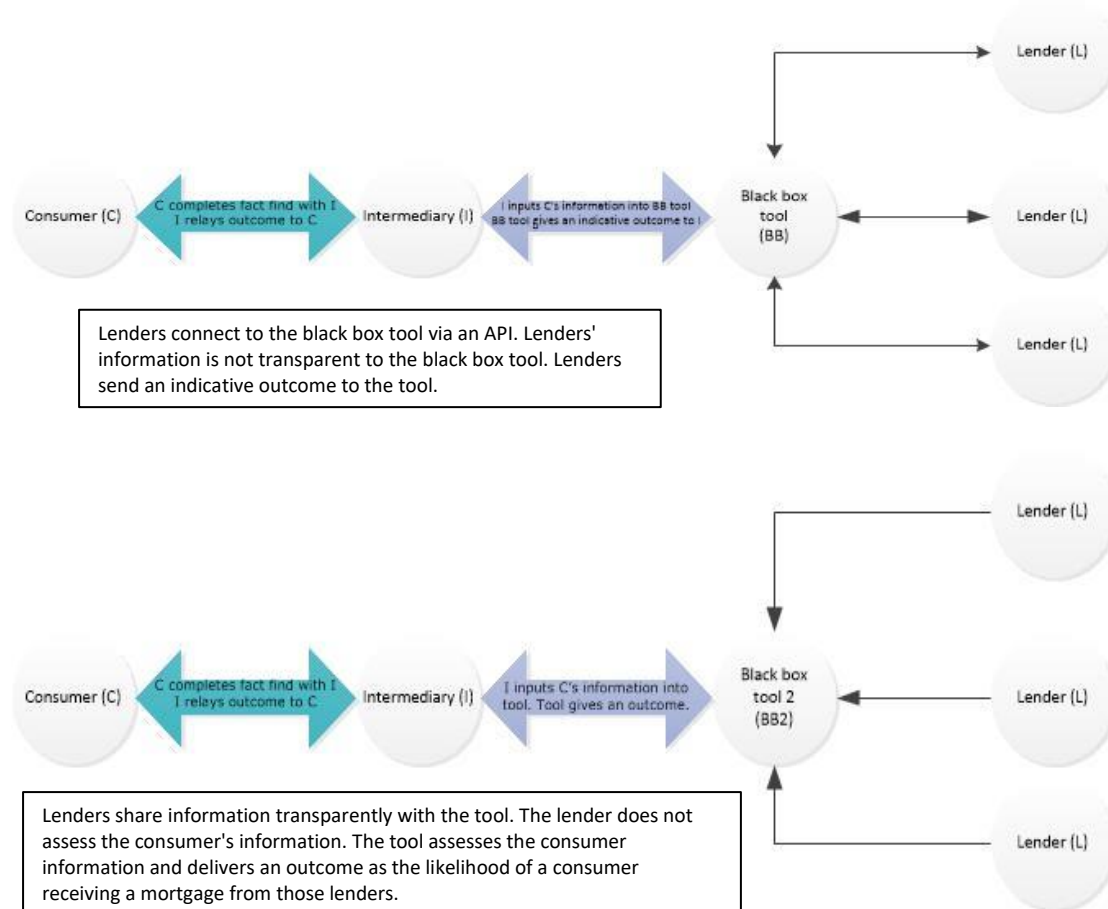 Lender (L)
Consumer (C)
C completes fact find with I
I relays outcome to C
Intermediary (I)
I inputs C's information into BB tool
BB tool gives an indicative outcome to I
Black box
tool
(BB)
Lender (L)
Lender (L)
Lenders connect to the black box tool via an API. Lenders'
information is not transparent to the black box tool. Lenders
send an indicative outcome to the tool.
Lender (L)
Consumer (C)
C completes fact find with I
I relays outcome to C
Intermediary (I)
I inputs C's information into
tool. Tool gives an outcome.
Black box
tool 2
(BB2)
Lender (L)
Lender (L)
Lenders share information transparently with the tool. The lender does not
assess the consumer's information. The tool assesses the consumer
information and delivers an outcome as the likelihood of a consumer
receiving a mortgage from those lenders.